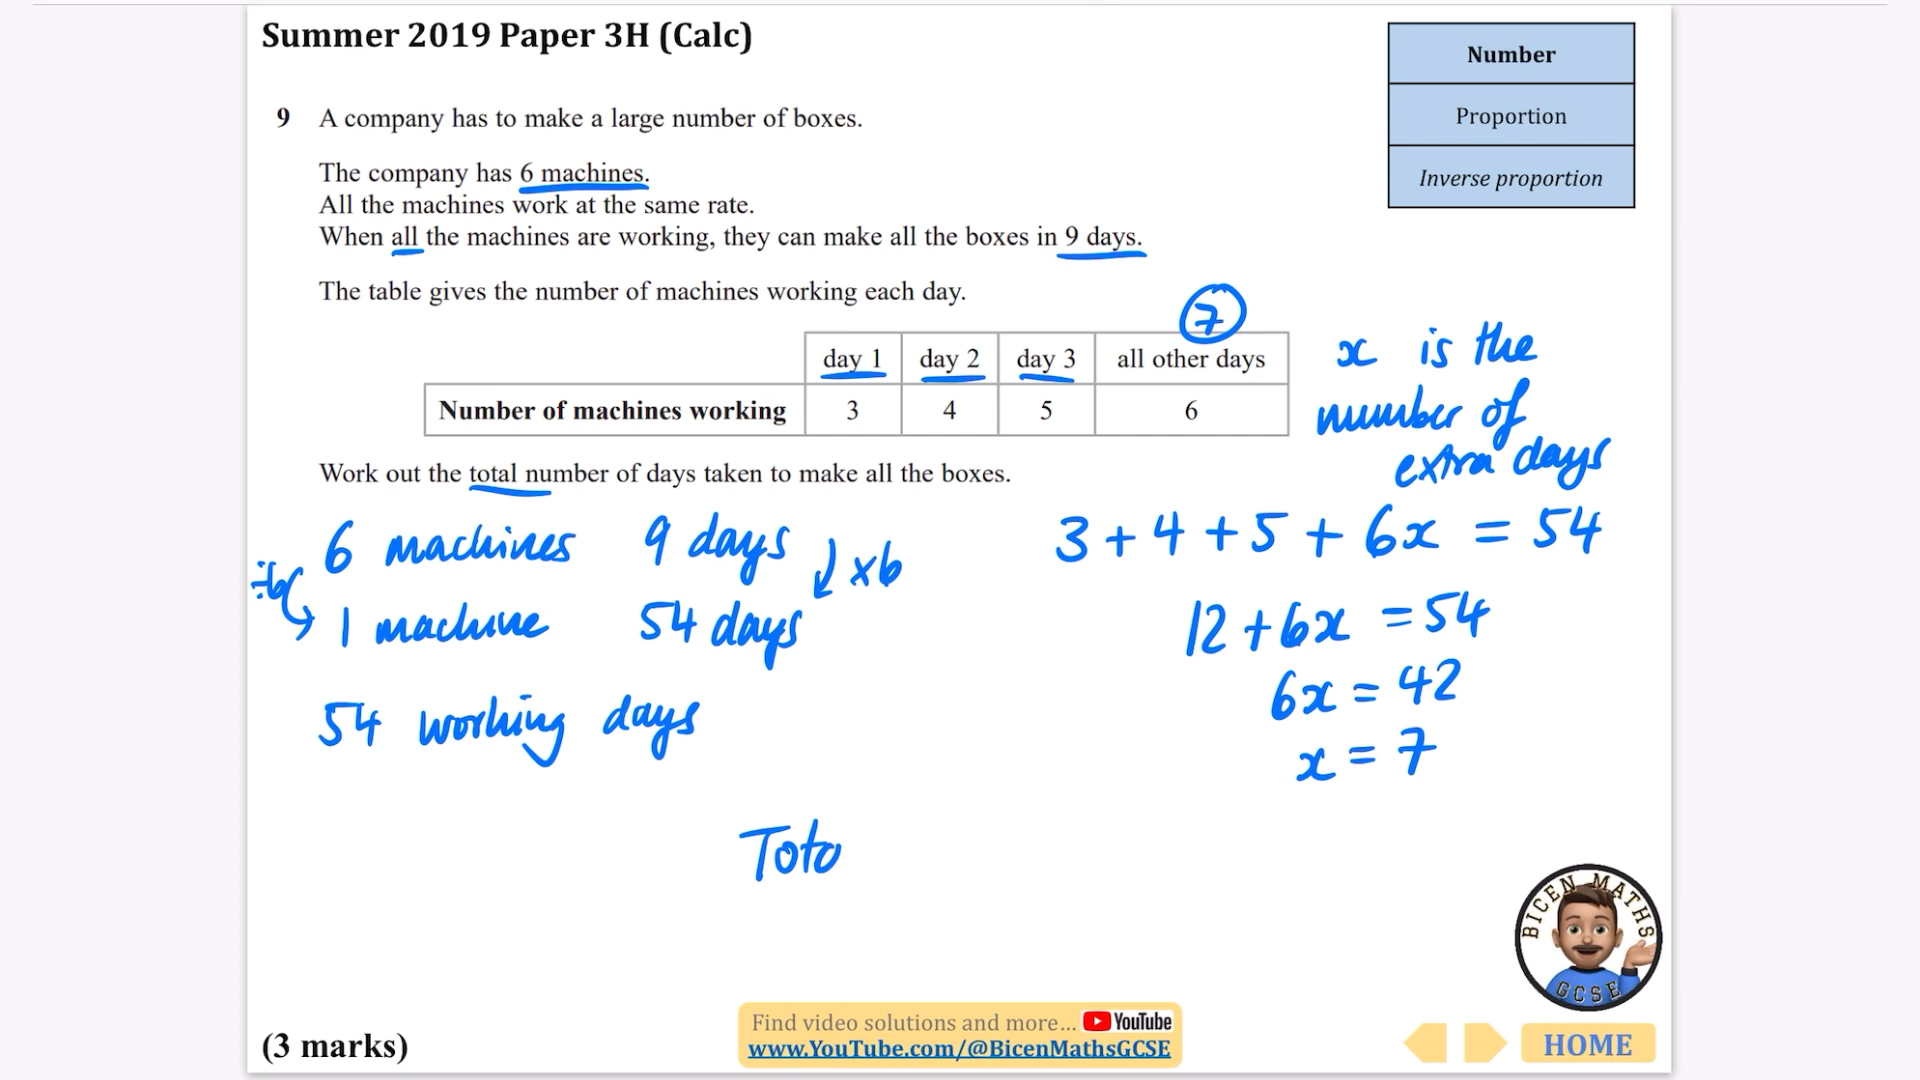 Summer 2019 Paper 3H (Calc)
Number
Proportion
Inverse proportion
9 A company has to make a large number of boxes.
The company has 6 machines.
All the machines work at the same rate.
When all the machines are working, they can make all the boxes in 9 days.
The table gives the number of machines working each day.
7
day 1 day 2 day 3 all other days
Number of machines working 3 4 5 6
x is the
number of
extra days
Work out the total number of days taken to make all the boxes.
6 machines 9 days
÷6 ×6
1 machine 54 days
54 working days
3 + 4 + 5 + 6x = 54
12 + 6x = 54
6x = 42
x = 7
Toto
BICEN MATHS
GCSE
(3 marks)
Find video solutions and more... YouTube
www.YouTube.com/@BicenMathsGCSE
HOME